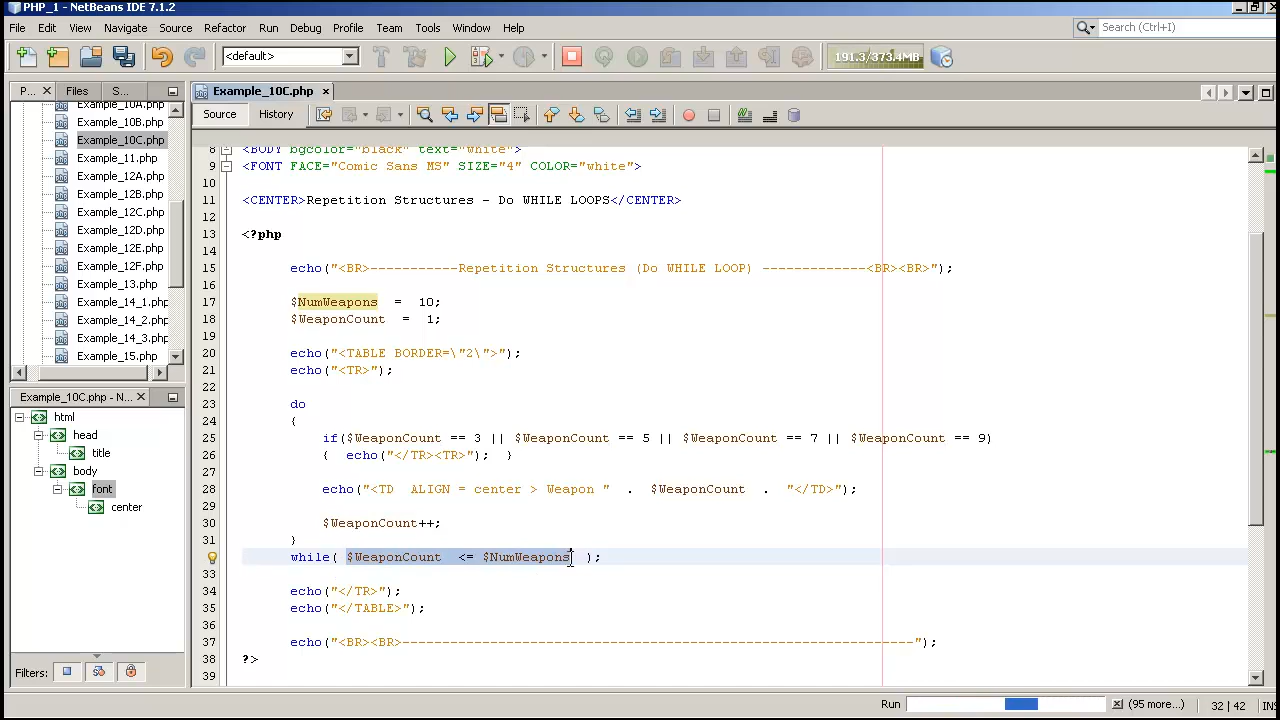 PHP_1 - NetBeans IDE 7.1.2
File Edit View Navigate Source Refactor Run Debug Profile Team Tools Window Help
Search (Ctrl+I)
<default>
191.3/373.4MB
P... Files S...
Example_10C.php
Source History
Example_10A.php
Example_10B.php
Example_10C.php
Example_11.php
Example_12A.php
Example_12B.php
Example_12C.php
Example_12D.php
Example_12E.php
Example_12F.php
Example_13.php
Example_14_1.php
Example_14_2.php
Example_14_3.php
Example_15.php
Example_10C.php - N...
html
head
title
body
font
center
Filters:
8 <BODY bgcolor="black" text="white">
9 <FONT FACE="Comic Sans MS" SIZE="4" COLOR="white">
10
11 <CENTER>Repetition Structures - Do WHILE LOOPS</CENTER>
12
13 <?php
14
15 echo("<BR>-----------Repetition Structures (Do WHILE LOOP) -------------<BR><BR>");
16
17 $NumWeapons = 10;
18 $WeaponCount = 1;
19
20 echo("<TABLE BORDER=\"2\">");
21 echo("<TR>");
22
23 do
24 {
25 if($WeaponCount == 3 || $WeaponCount == 5 || $WeaponCount == 7 || $WeaponCount == 9)
26 { echo("</TR><TR>"); }
27
28 echo("<TD ALIGN = center > Weapon " . $WeaponCount . "</TD>");
29
30 $WeaponCount++;
31 }
while( $WeaponCount <= $NumWeapons );
33
34 echo("</TR>");
35 echo("</TABLE>");
36
37 echo("<BR><BR>----------------------------------------------------------------");
38 ?>
39
Run (95 more...) 32 | 42